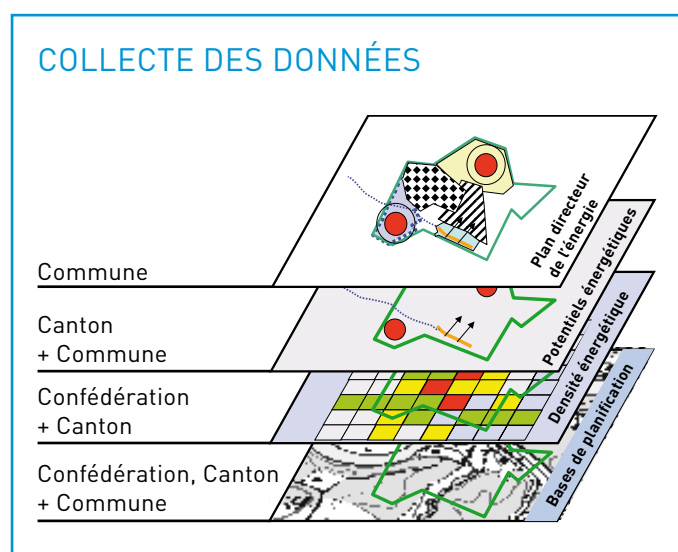 COLLECTE DES DONNÉES
Commune
Plan directeur
de l'énergie
Canton
+ Commune
Potentiels énergétiques
Confédération
+ Canton
Densité énergétique
Confédération, Canton
+ Commune
Bases de planification